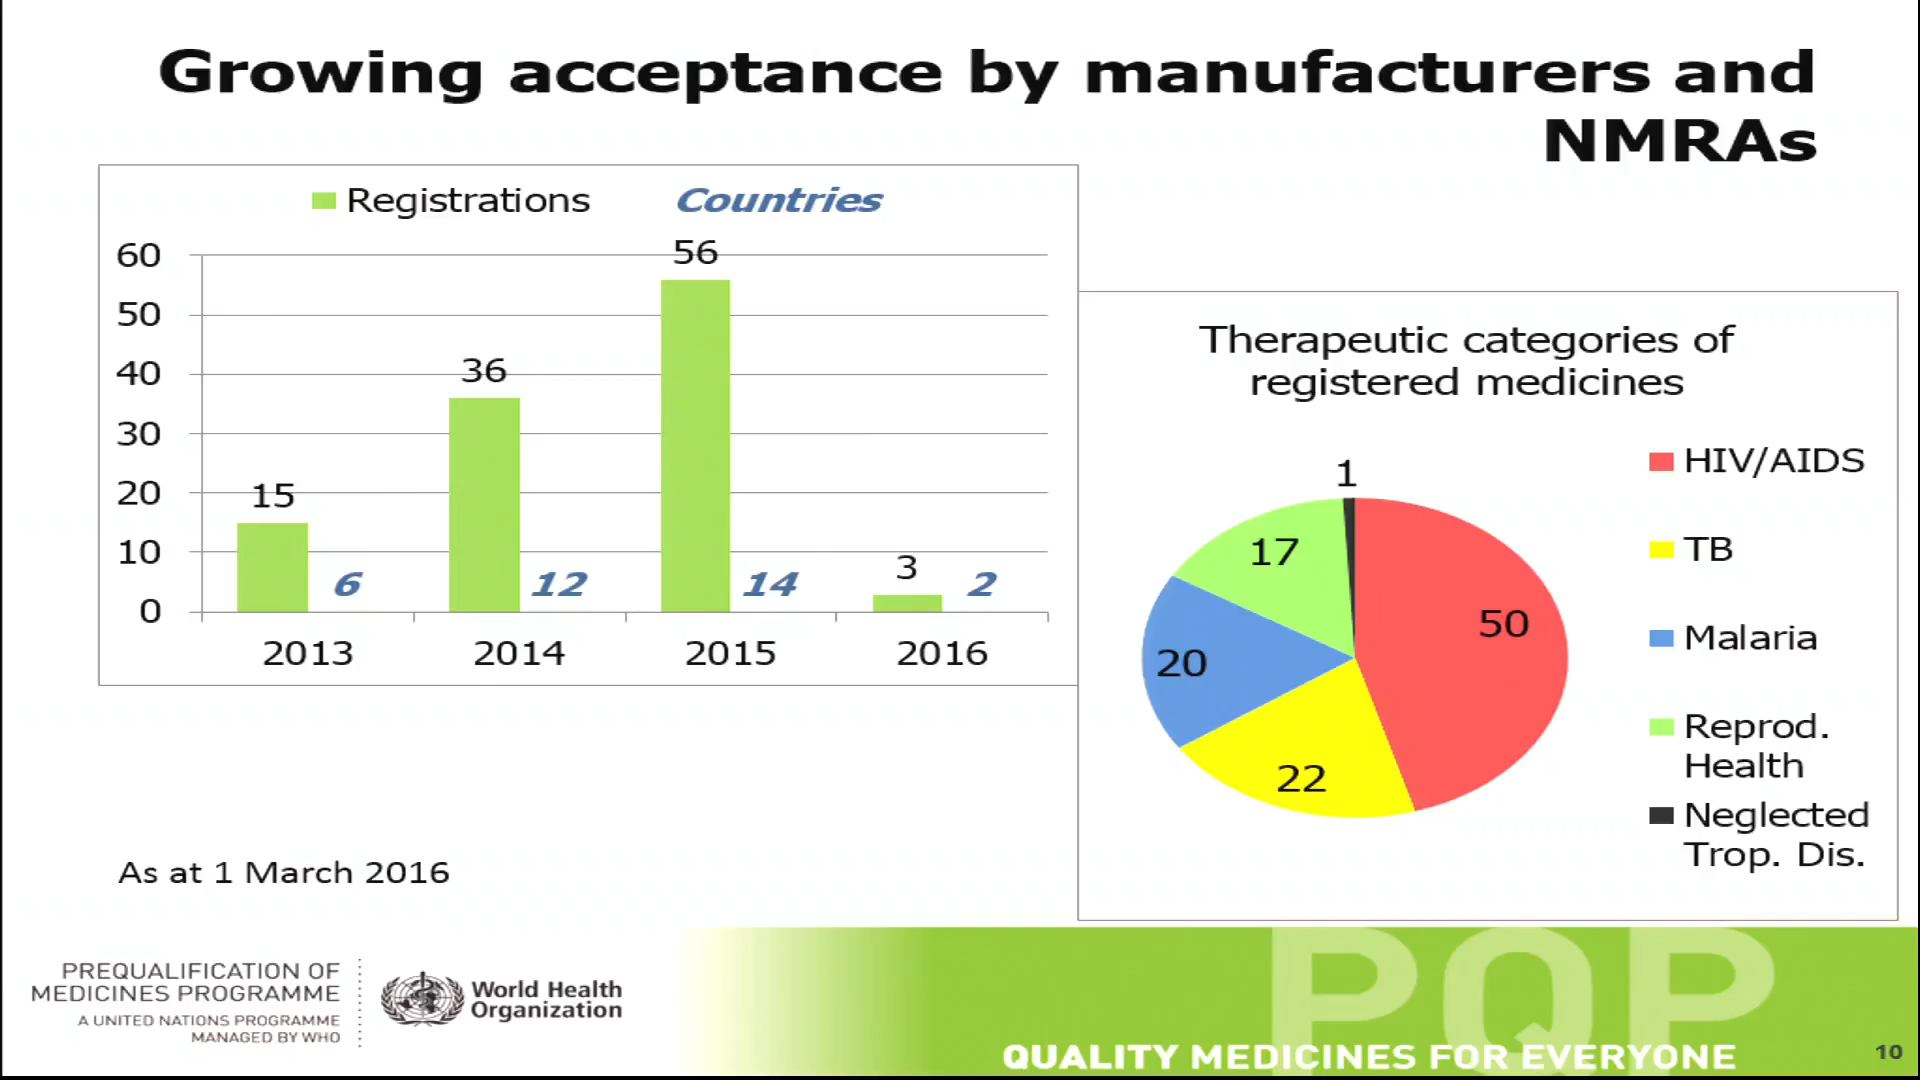 Growing acceptance by manufacturers and
NMRAs
Registrations Countries
60
50
40
30
20
10
0
15
36
56
3
6
12
14
2
2013 2014 2015 2016
Therapeutic categories of
registered medicines
1
17
50
20
22
HIV/AIDS
TB
Malaria
Reprod.
Health
Neglected
Trop. Dis.
As at 1 March 2016
PREQUALIFICATION OF
MEDICINES PROGRAMME
A UNITED NATIONS PROGRAMME
MANAGED BY WHO
World Health
Organization
PQP
QUALITY MEDICINES FOR EVERYONE
10